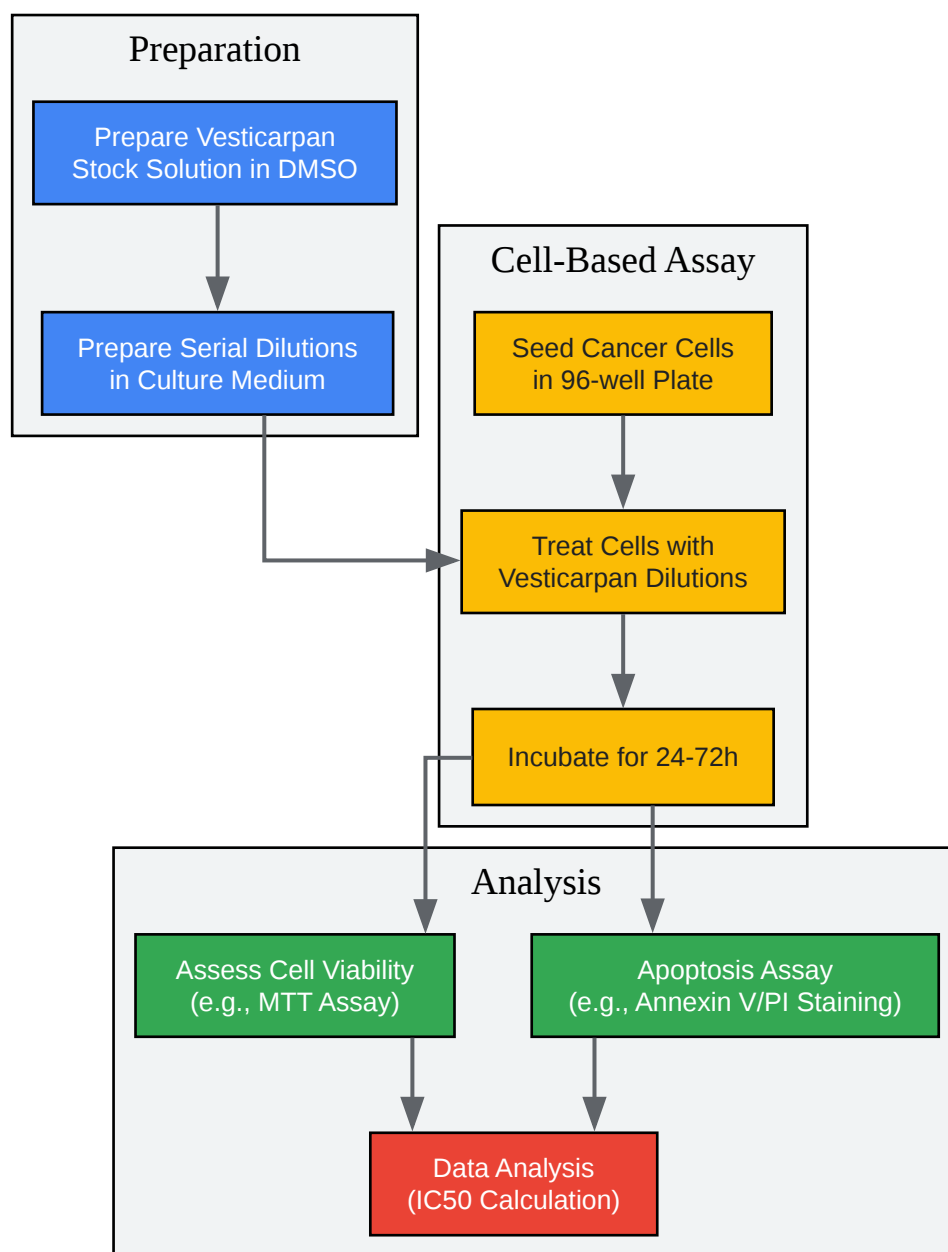 Preparation
Prepare Vesticarpan
Stock Solution in DMSO
Prepare Serial Dilutions
in Culture Medium
Cell-Based Assay
Seed Cancer Cells
in 96-well Plate
Treat Cells with
Vesticarpan Dilutions
Incubate for 24-72h
Analysis
Assess Cell Viability
(e.g., MTT Assay)
Apoptosis Assay
(e.g., Annexin V/PI Staining)
Data Analysis
(IC50 Calculation)